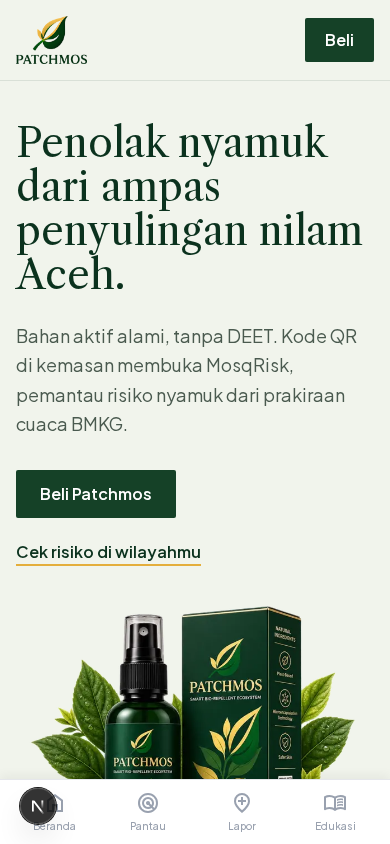 PATCHMOS
Beli
Penolak nyamuk
dari ampas
penyulingan nilam
Aceh.
Bahan aktif alami, tanpa DEET. Kode QR
di kemasan membuka MosqRisk,
pemantau risiko nyamuk dari prakiraan
cuaca BMKG.
Beli Patchmos
Cek risiko di wilayahmu
NATURAL
INGREDIENTS
PATCHMOS
SMART BIO-REPELLENT ECOSYSTEM
PATCHMOS
SMART BIO-REPELLENT ECOSYSTEM
N
Beranda
Pantau
Lapor
Edukasi